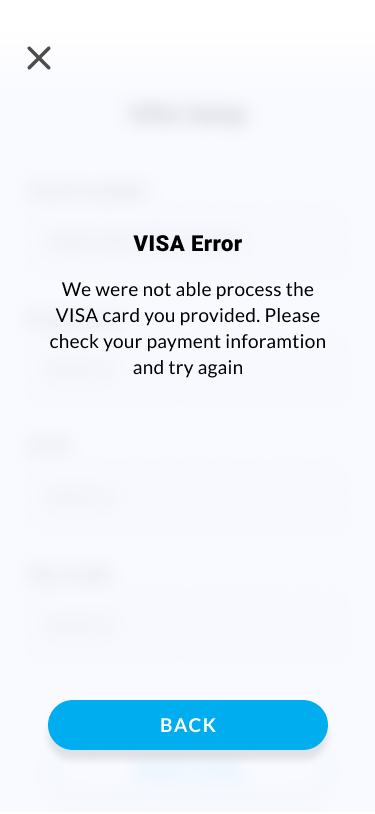 VISA Error
We were not able process the
VISA card you provided. Please
check your payment inforamtion
and try again
BACK